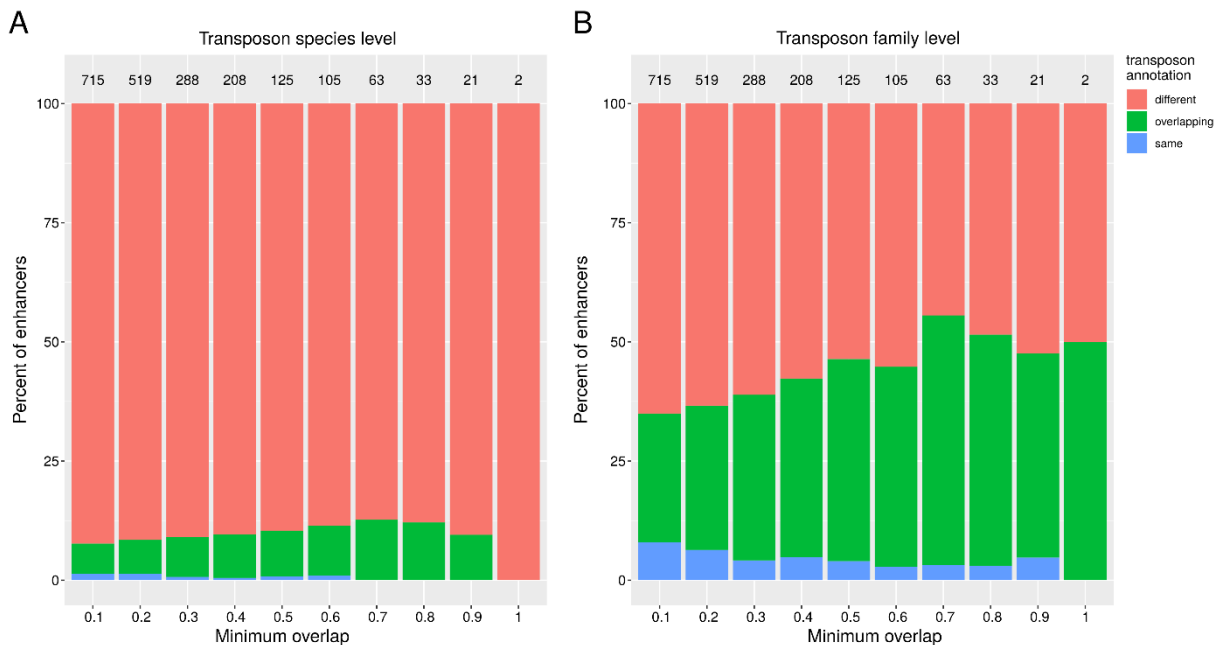 A
Transposon species level
715 519 288 208 125 105 63 33 21 2
100
75
50
25
0
Percent of enhancers
0.1 0.2 0.3 0.4 0.5 0.6 0.7 0.8 0.9 1
Minimum overlap
B
Transposon family level
715 519 288 208 125 105 63 33 21 2
100
75
50
25
0
Percent of enhancers
0.1 0.2 0.3 0.4 0.5 0.6 0.7 0.8 0.9 1
Minimum overlap
transposon
annotation
different
overlapping
same